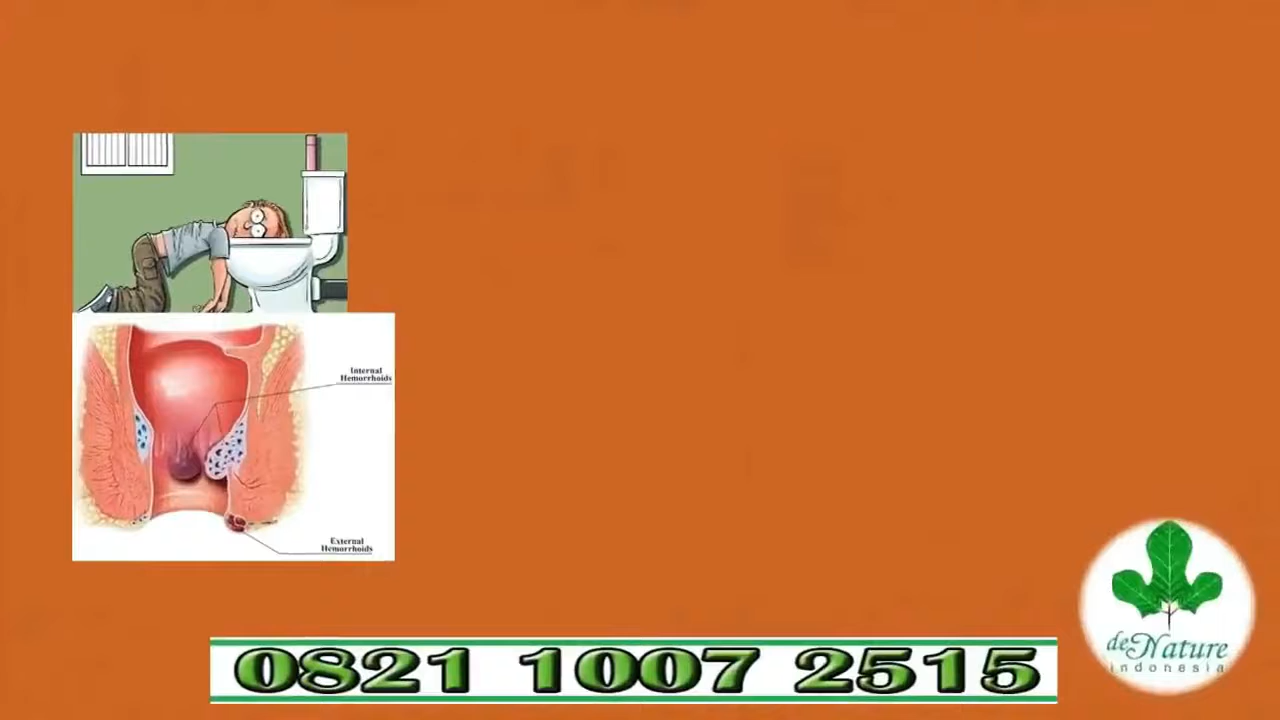 Internal
Hemorrhoids
External
Hemorrhoids
0821 1007 2515
deNature
indonesia